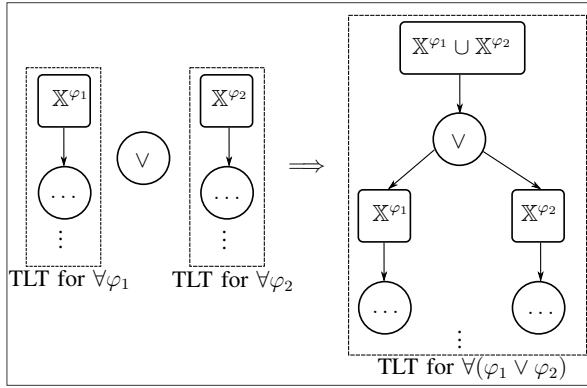 𝕏^{φ₁}
…
⋮
TLT for ∀φ₁
∨
𝕏^{φ₂}
…
⋮
TLT for ∀φ₂
⟹
𝕏^{φ₁} ∪ 𝕏^{φ₂}
∨
𝕏^{φ₁} 𝕏^{φ₂}
… …
⋮
TLT for ∀(φ₁ ∨ φ₂)